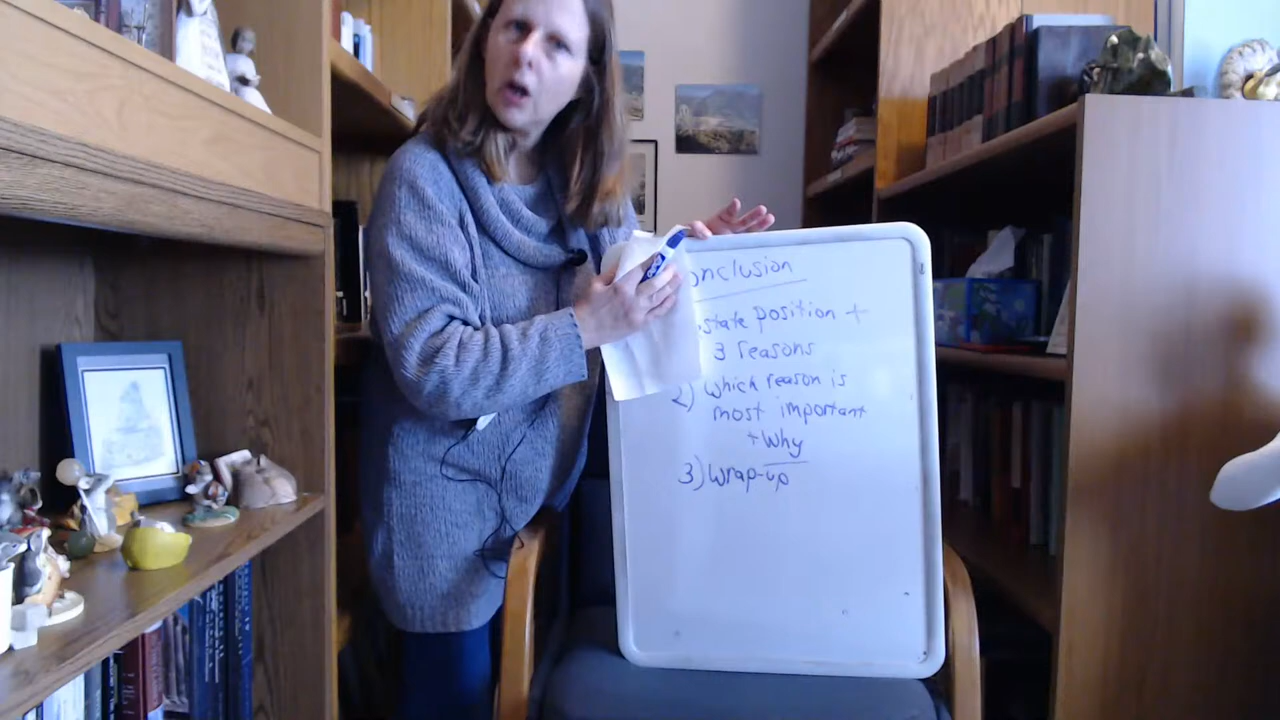 onclusion
state position +
3 reasons
2) Which reason is
most important
+ Why
3) Wrap-up